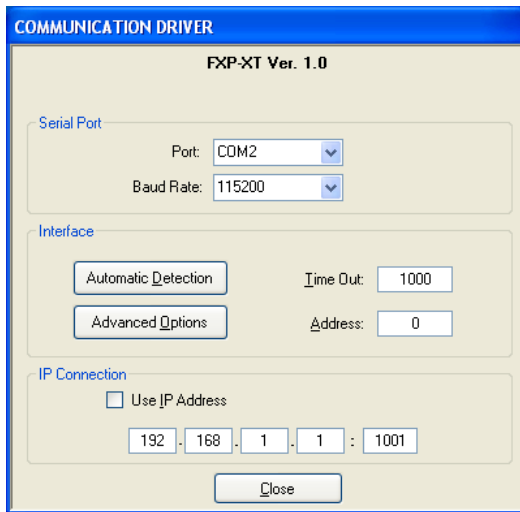 COMMUNICATION DRIVER
FXP-XT Ver. 1.0
Serial Port
Port: COM2
Baud Rate: 115200
Interface
Automatic Detection Time Out: 1000
Advanced Options Address: 0
IP Connection
Use IP Address
192 . 168 . 1 . 1 : 1001
Close